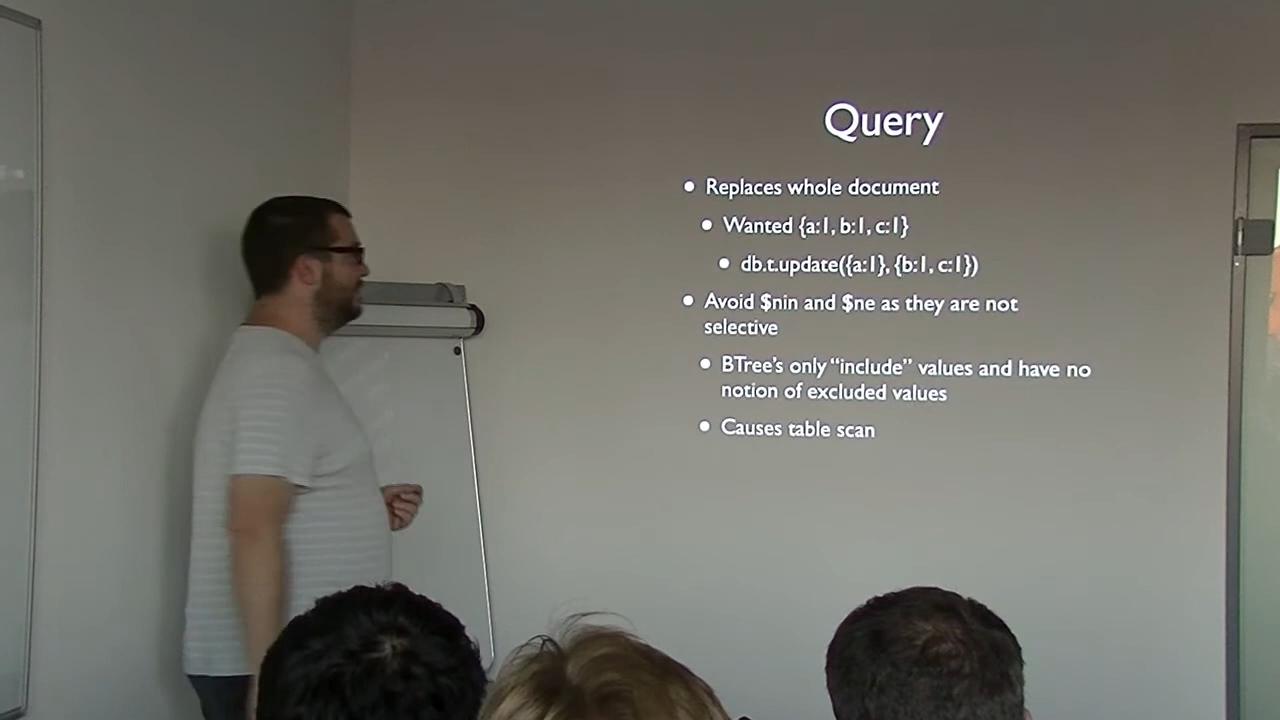 Query
• Replaces whole document
• Wanted {a:1, b:1, c:1}
• db.t.update({a:1}, {b:1, c:1})
• Avoid $nin and $ne as they are not
selective
• BTree's only “include” values and have no
notion of excluded values
• Causes table scan